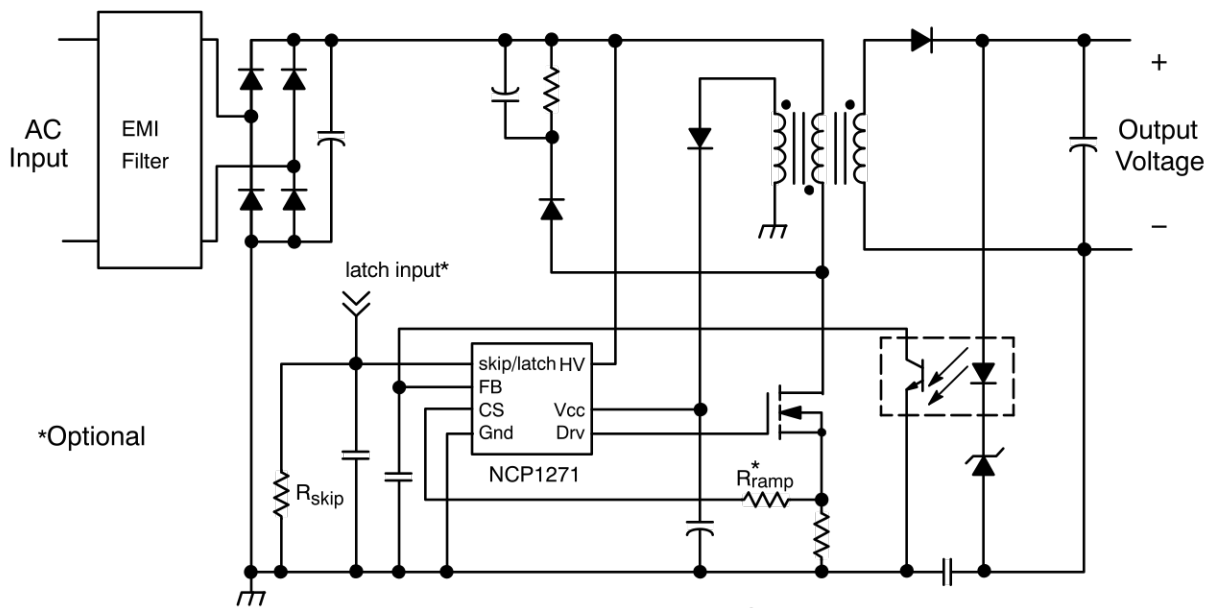 AC
Input
EMI
Filter
+
Output
Voltage
−
latch input*
skip/latch HV
FB
CS
Vcc
Gnd
Drv
NCP1271
*Optional
Rskip
R*ramp